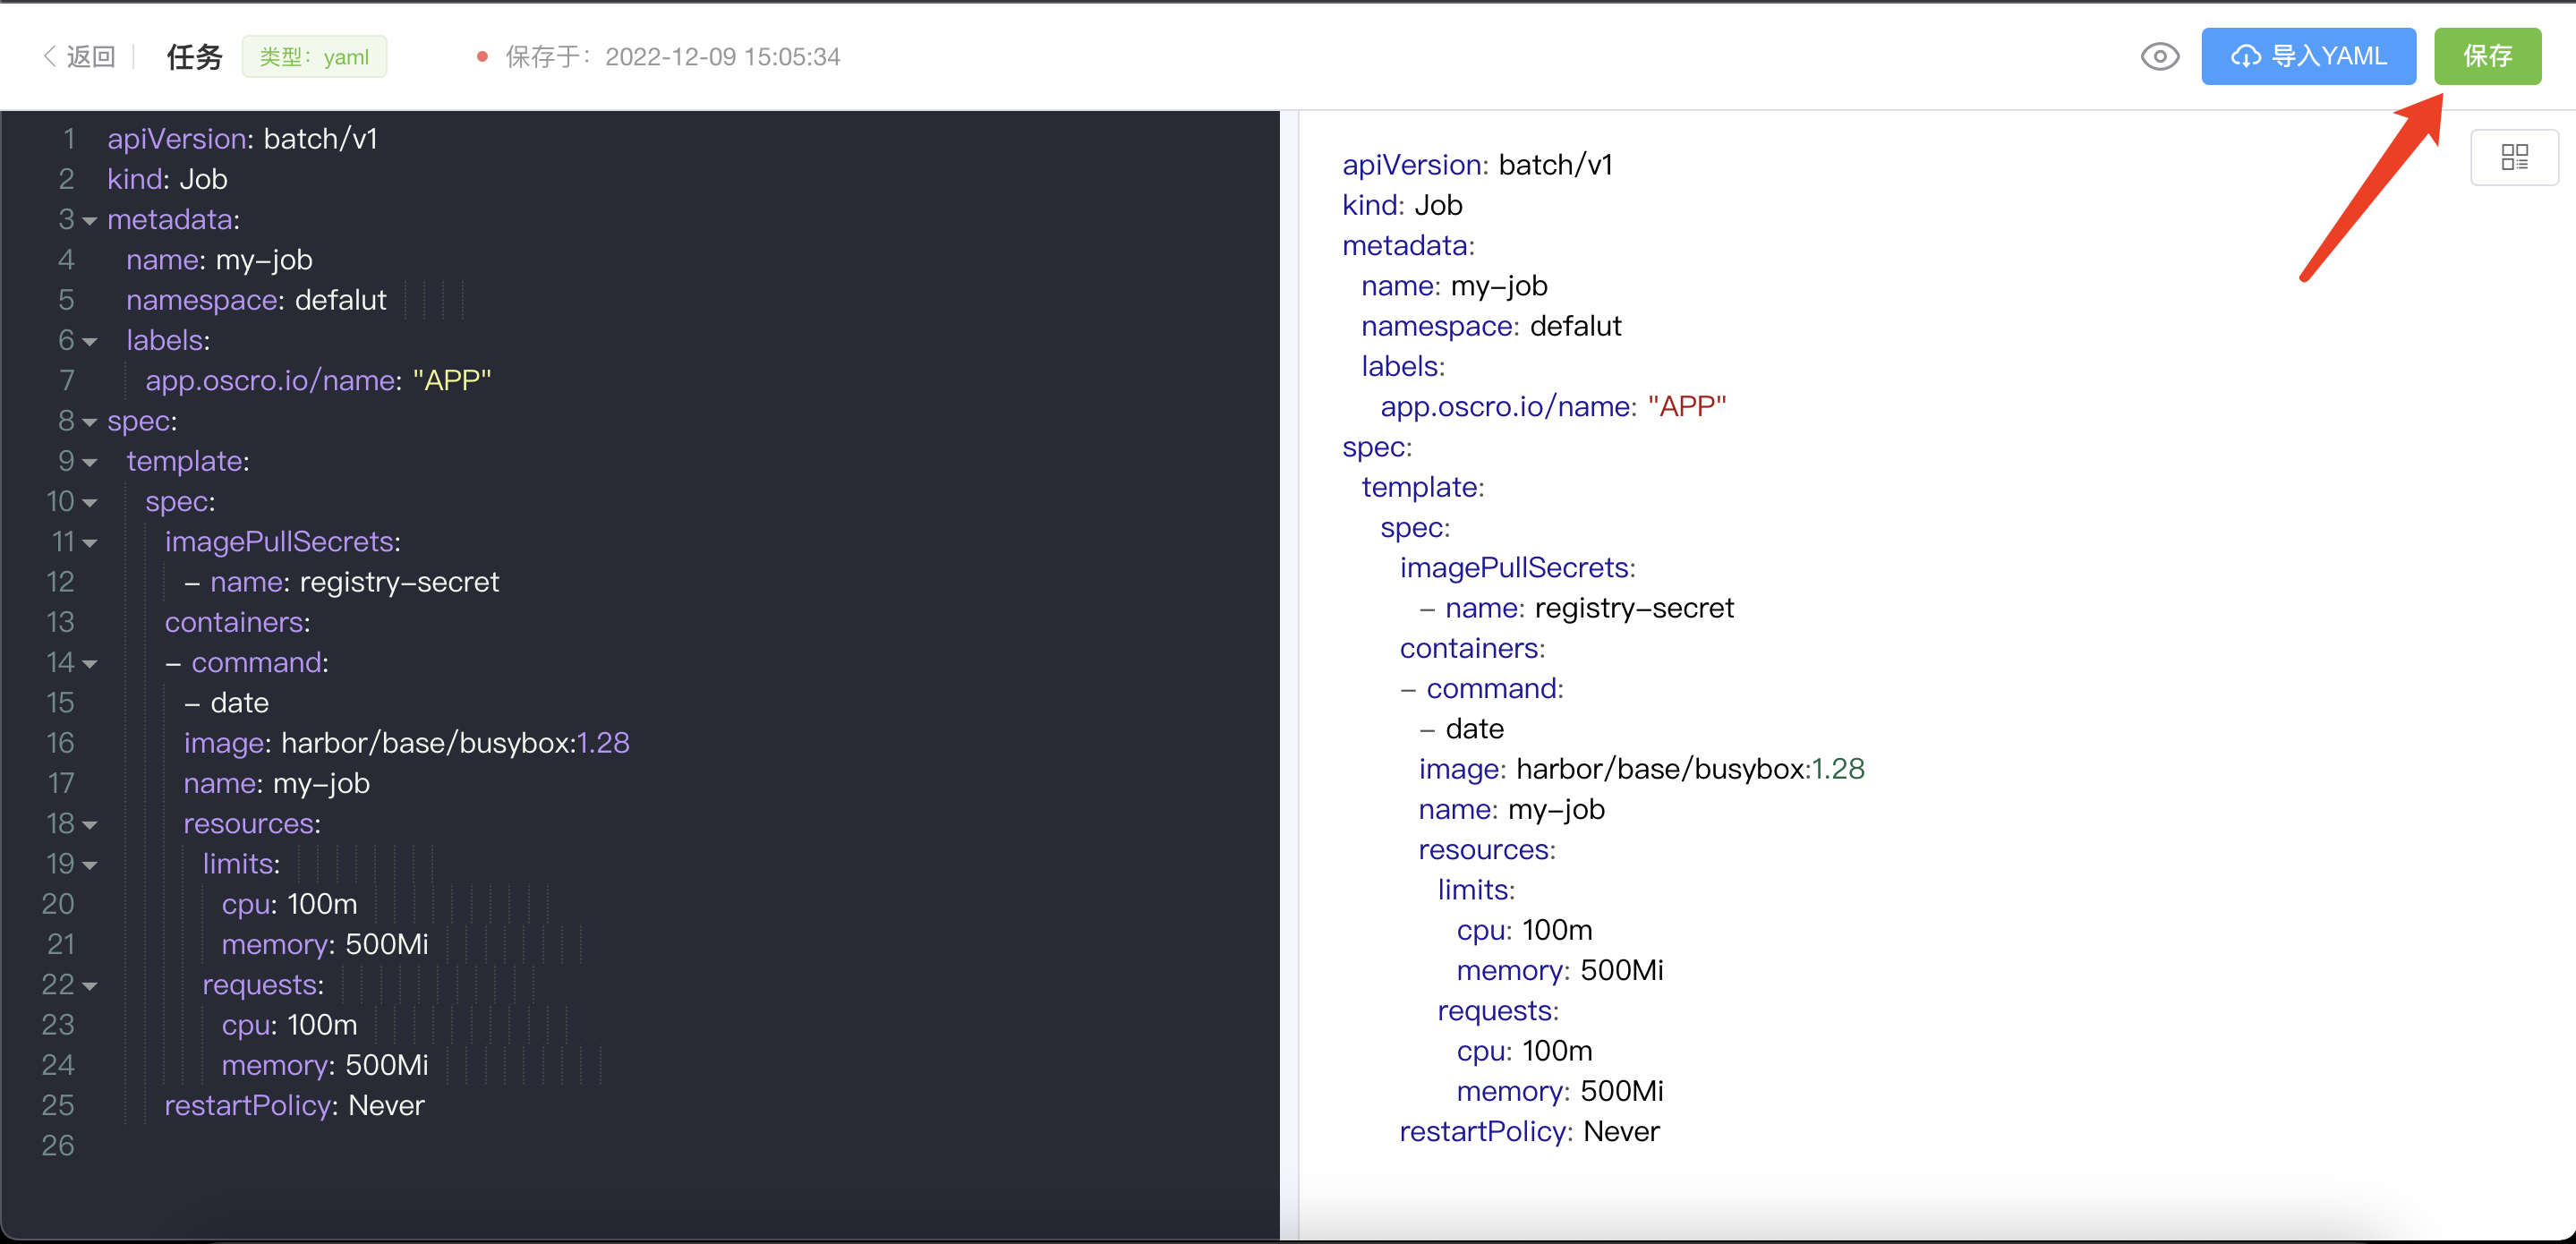 返回 任务 类型：yaml 保存于：2022-12-09 15:05:34 导入YAML 保存
1 apiVersion: batch/v1
2 kind: Job
3 metadata:
4 name: my-job
5 namespace: defalut
6 labels:
7 app.oscro.io/name: "APP"
8 spec:
9 template:
10 spec:
11 imagePullSecrets:
12 - name: registry-secret
13 containers:
14 - command:
15 - date
16 image: harbor/base/busybox:1.28
17 name: my-job
18 resources:
19 limits:
20 cpu: 100m
21 memory: 500Mi
22 requests:
23 cpu: 100m
24 memory: 500Mi
25 restartPolicy: Never
26
apiVersion: batch/v1
kind: Job
metadata:
name: my-job
namespace: defalut
labels:
app.oscro.io/name: "APP"
spec:
template:
spec:
imagePullSecrets:
- name: registry-secret
containers:
- command:
- date
image: harbor/base/busybox:1.28
name: my-job
resources:
limits:
cpu: 100m
memory: 500Mi
requests:
cpu: 100m
memory: 500Mi
restartPolicy: Never